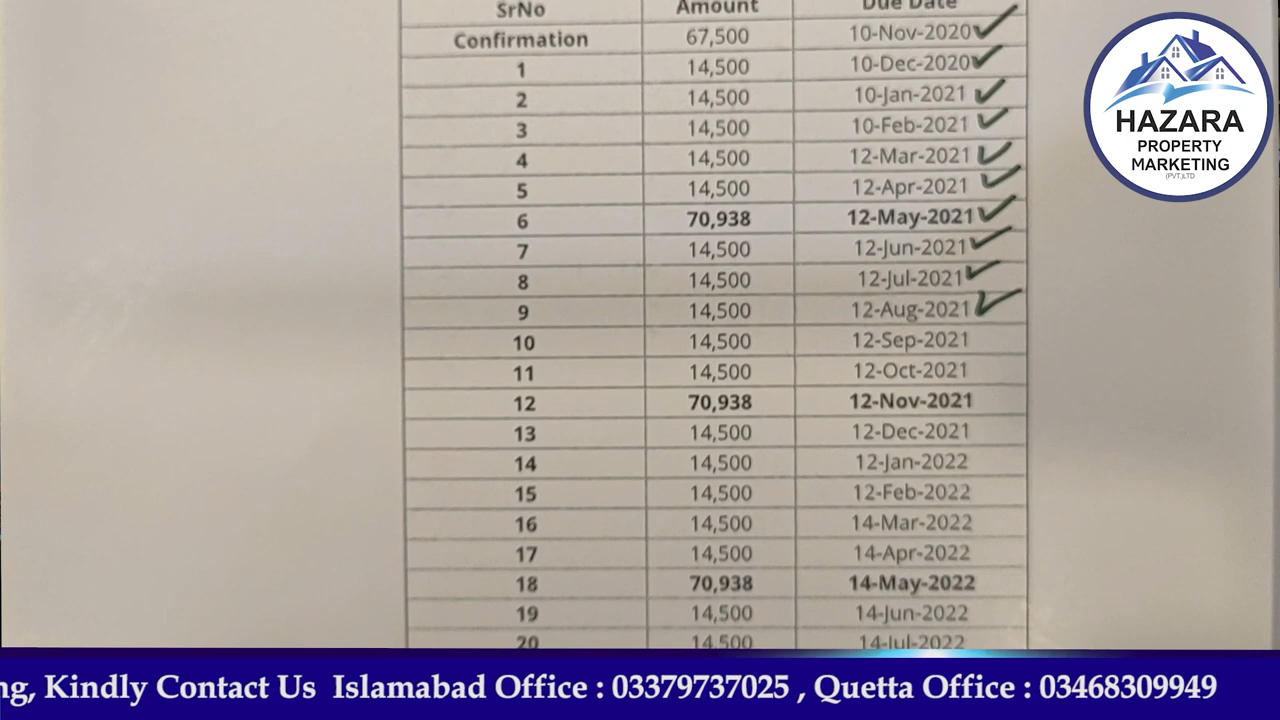 SrNo Amount Due Date
Confirmation 67,500 10-Nov-2020
1 14,500 10-Dec-2020
2 14,500 10-Jan-2021
3 14,500 10-Feb-2021
4 14,500 12-Mar-2021
5 14,500 12-Apr-2021
6 70,938 12-May-2021
7 14,500 12-Jun-2021
8 14,500 12-Jul-2021
9 14,500 12-Aug-2021
10 14,500 12-Sep-2021
11 14,500 12-Oct-2021
12 70,938 12-Nov-2021
13 14,500 12-Dec-2021
14 14,500 12-Jan-2022
15 14,500 12-Feb-2022
16 14,500 14-Mar-2022
17 14,500 14-Apr-2022
18 70,938 14-May-2022
19 14,500 14-Jun-2022
20 14,500 14-Jul-2022
HAZARA
PROPERTY
MARKETING
(PVT.)LTD
ng, Kindly Contact Us Islamabad Office : 03379737025 , Quetta Office : 03468309949